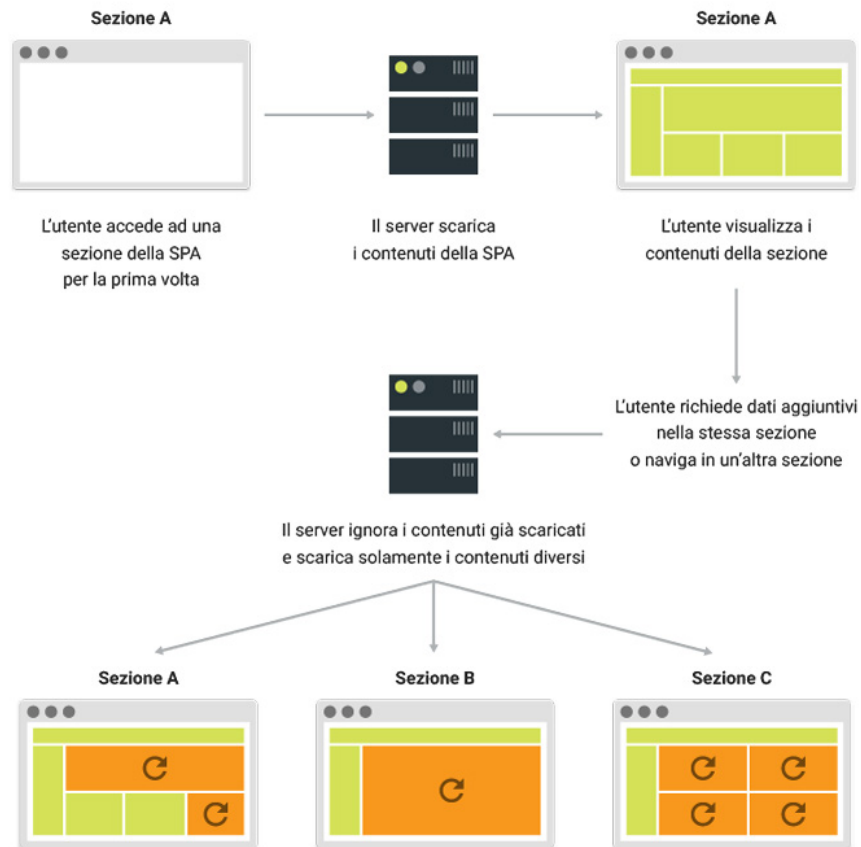 Sezione A
Sezione A
L'utente accede ad una
sezione della SPA
per la prima volta
Il server scarica
i contenuti della SPA
L'utente visualizza i
contenuti della sezione
L'utente richiede dati aggiuntivi
nella stessa sezione
o naviga in un'altra sezione
Il server ignora i contenuti già scaricati
e scarica solamente i contenuti diversi
Sezione A
Sezione B
Sezione C